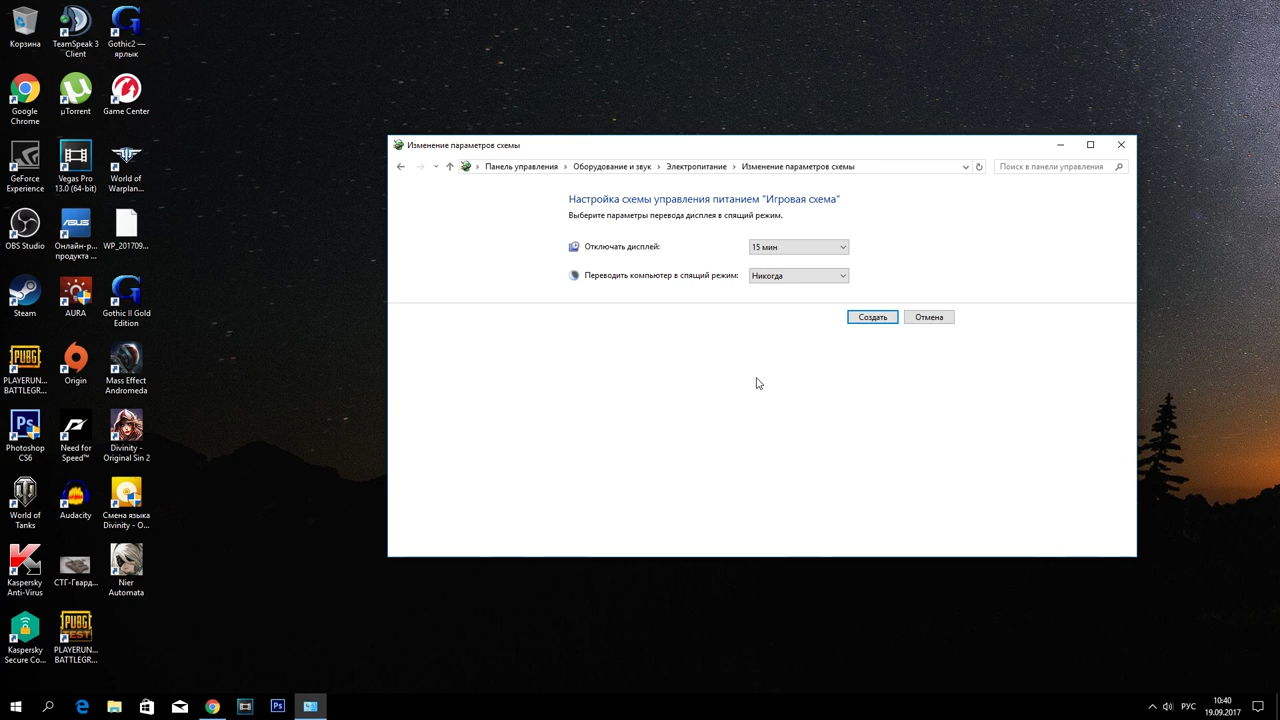 Корзина
TeamSpeak 3
Client
Gothic2 —
ярлык
Google
Chrome
µTorrent
Game Center
GeForce
Experience
Vegas Pro
13.0 (64-bit)
World of
Warplan...
OBS Studio
Онлайн-р...
продукта ...
WP_201709...
Steam
AURA
Gothic II Gold
Edition
PLAYERUN...
BATTLEGR...
Origin
Mass Effect
Andromeda
Photoshop
CS6
Need for
Speed™
Divinity -
Original Sin 2
World of
Tanks
Audacity
Смена языка
Divinity - O...
Kaspersky
Anti-Virus
СТГ-Гвард...
Nier
Automata
Kaspersky
Secure Co...
PLAYERUN...
BATTLEGR...
Изменение параметров схемы
Панель управления
Оборудование и звук
Электропитание
Изменение параметров схемы
Поиск в панели управления
Настройка схемы управления питанием "Игровая схема"
Выберите параметры перевода дисплея в спящий режим.
Отключать дисплей:
15 мин
Переводить компьютер в спящий режим:
Никогда
Создать
Отмена
РУС
10:40
19.09.2017